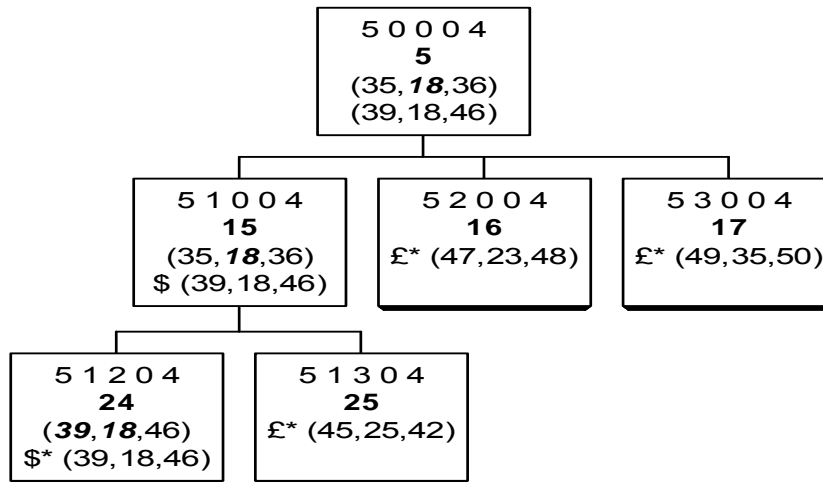 5 0 0 0 4
5
(35,18,36)
(39,18,46)
5 1 0 0 4
15
(35,18,36)
$ (39,18,46)
5 2 0 0 4
16
£* (47,23,48)
5 3 0 0 4
17
£* (49,35,50)
5 1 2 0 4
24
(39,18,46)
$* (39,18,46)
5 1 3 0 4
25
£* (45,25,42)